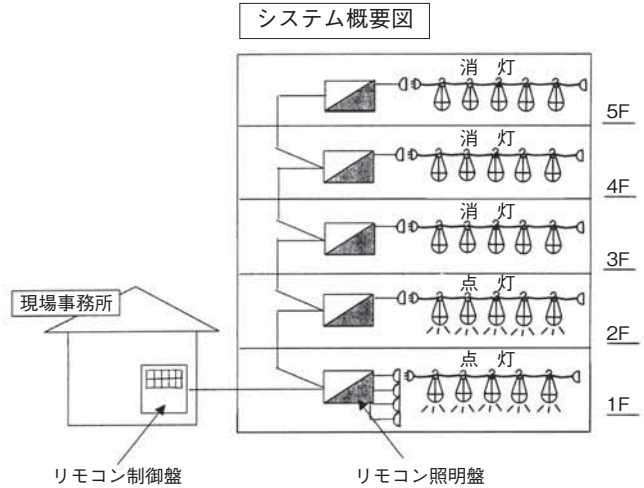 システム概要図
消 灯
5F
消 灯
4F
消 灯
3F
点 灯
2F
現場事務所
点 灯
1F
リモコン制御盤
リモコン照明盤